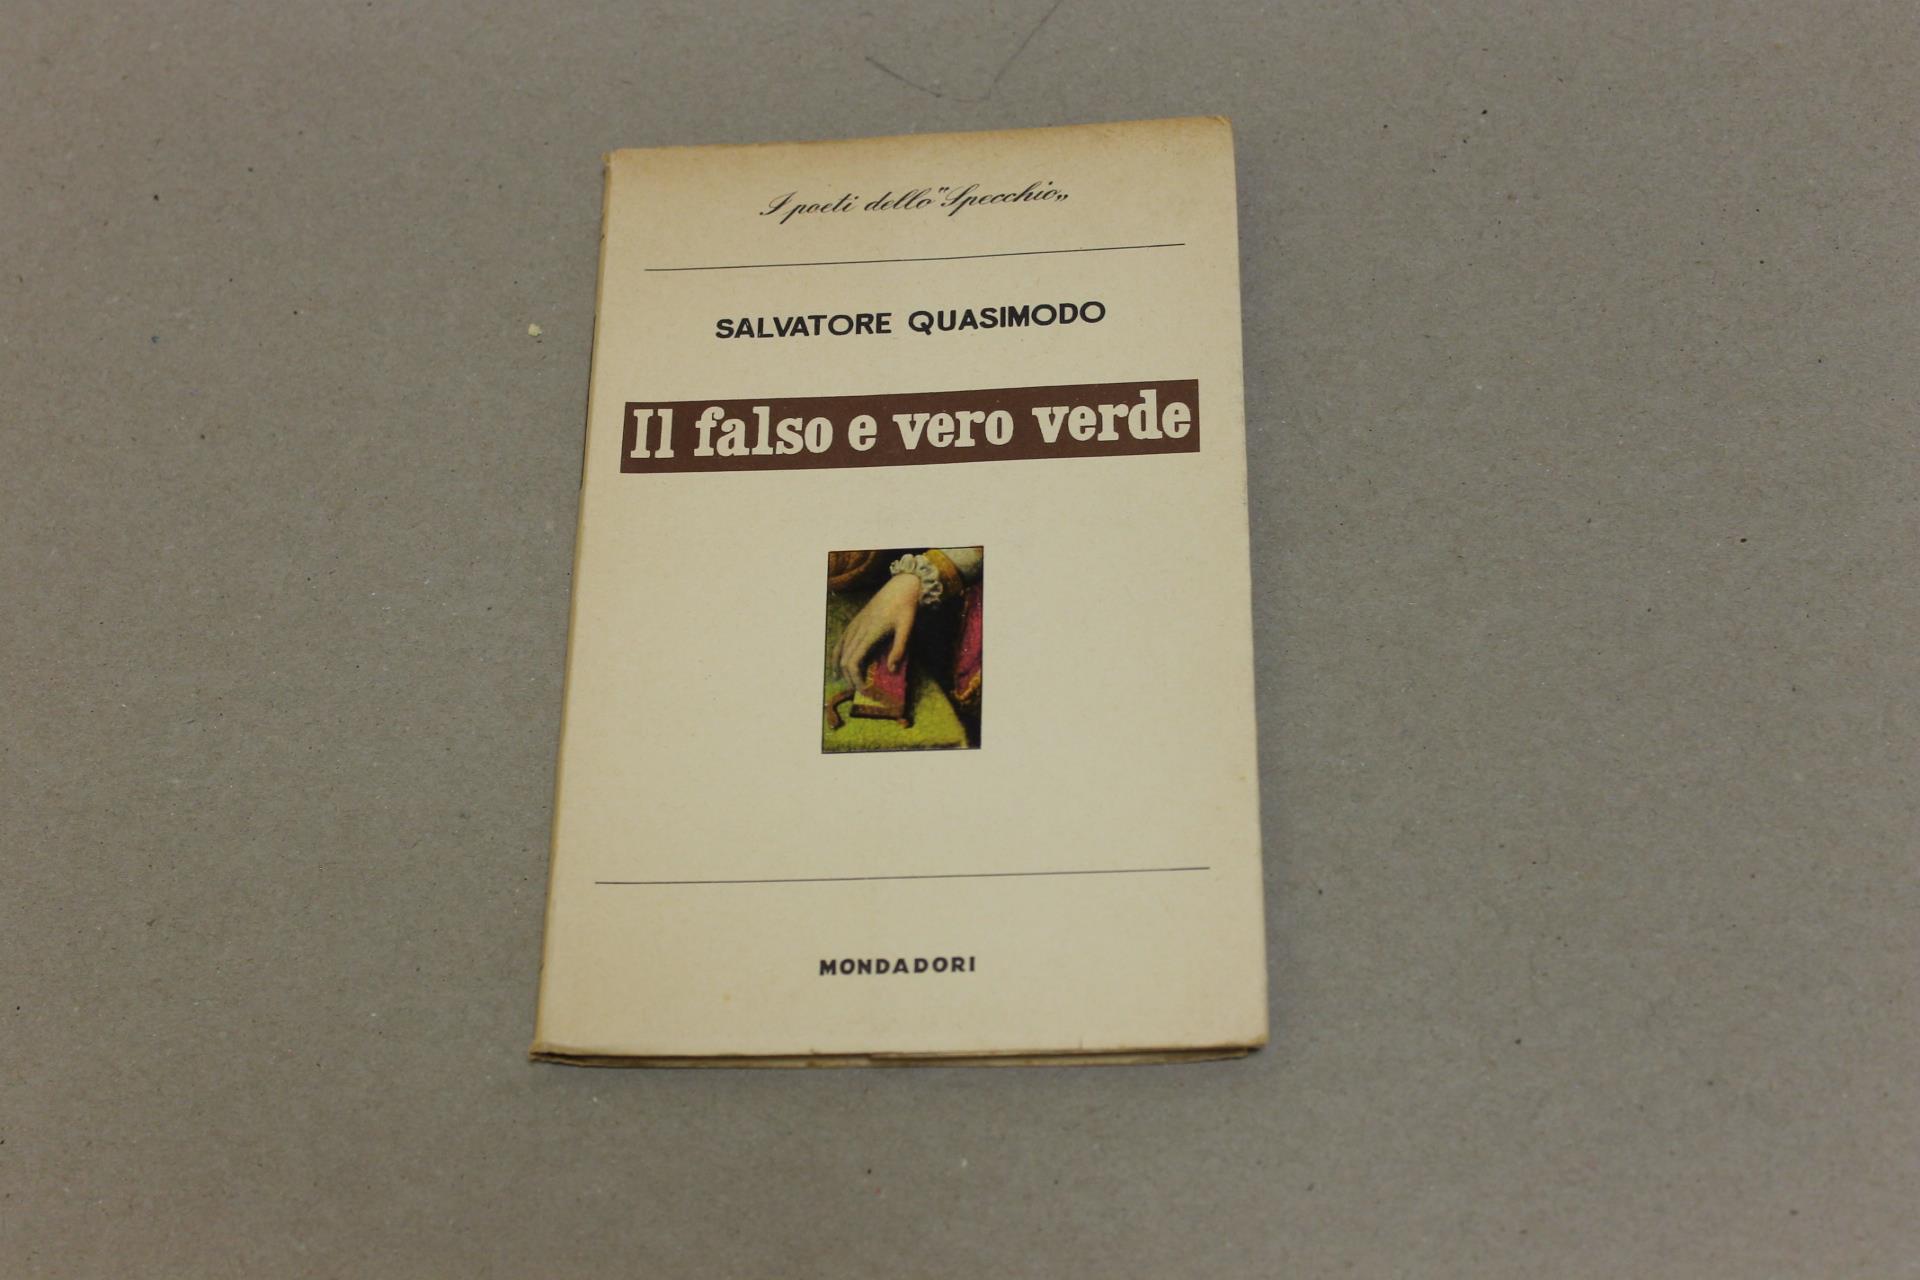 I poeti dello "Specchio„
SALVATORE QUASIMODO
Il falso e vero verde
MONDADORI